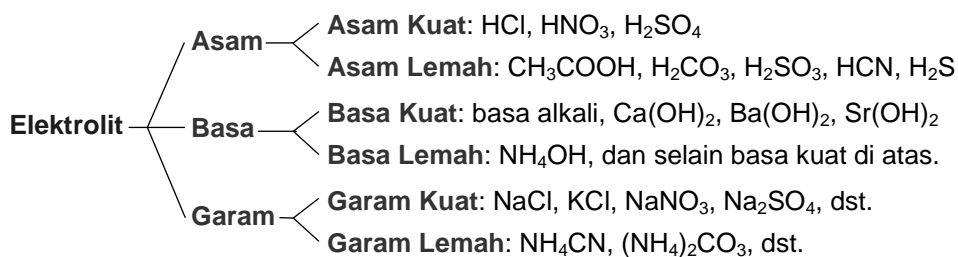 Asam Kuat: HCl, HNO₃, H₂SO₄
Asam
Asam Lemah: CH₃COOH, H₂CO₃, H₂SO₃, HCN, H₂S
Basa Kuat: basa alkali, Ca(OH)₂, Ba(OH)₂, Sr(OH)₂
Elektrolit
Basa
Basa Lemah: NH₄OH, dan selain basa kuat di atas.
Garam Kuat: NaCl, KCl, NaNO₃, Na₂SO₄, dst.
Garam
Garam Lemah: NH₄CN, (NH₄)₂CO₃, dst.